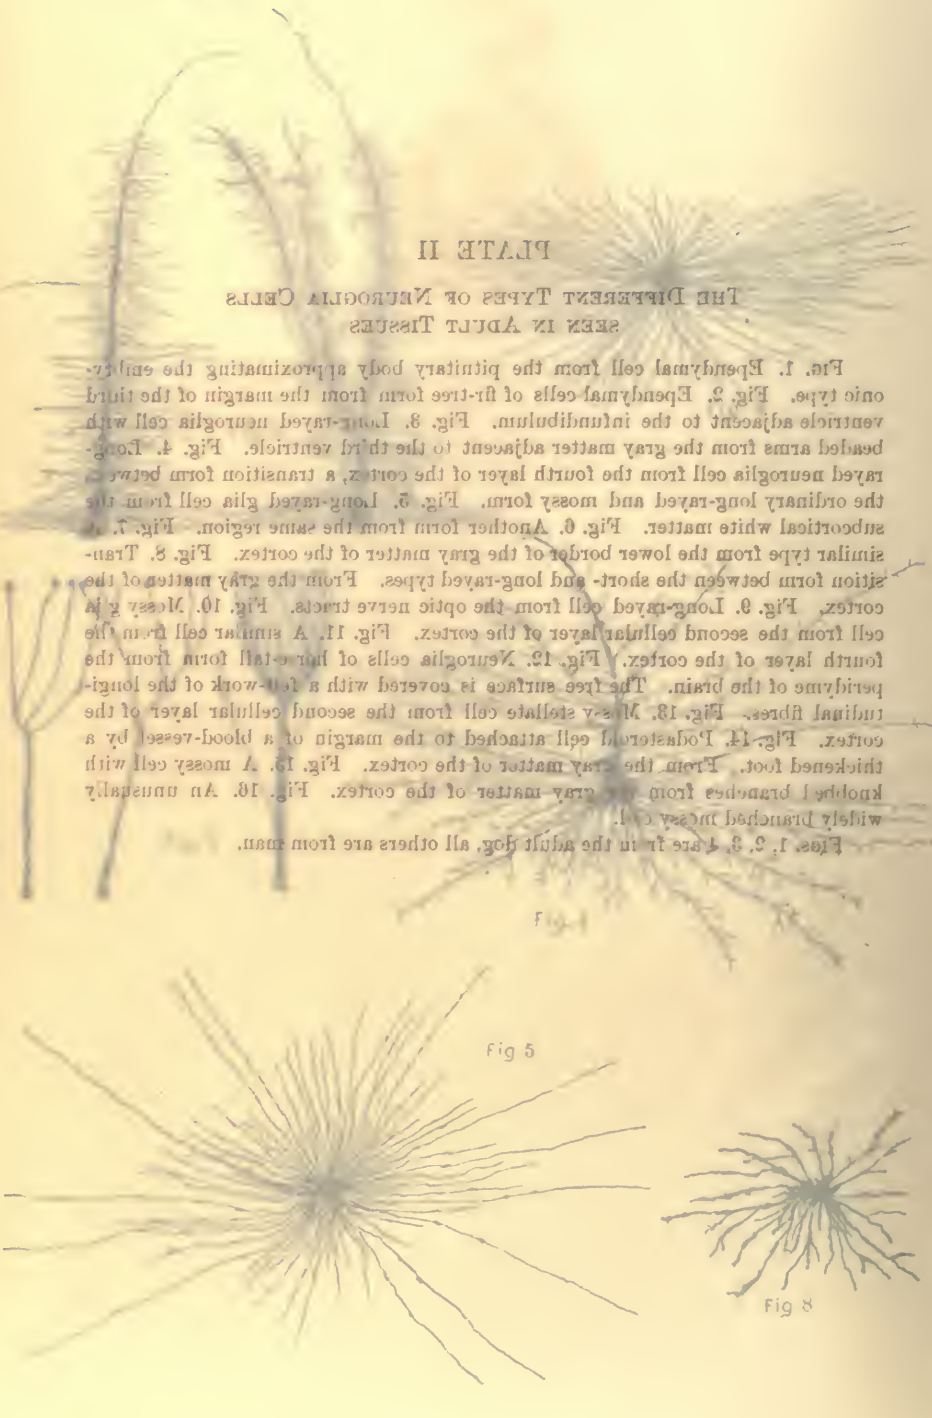 PLATE II
THE DIFFERENT TYPES OF NEUROGLIA CELLS
SEEN IN ADULT TISSUES
FIG. 1. Ependymal cell from the pituitary body approximating the embry-
onic type. Fig. 2. Ependymal cells of fir-tree form from the margin of the third
ventricle adjacent to the infundibulum. Fig. 3. Long-rayed neuroglia cell with
beaded arms from the gray matter adjacent to the third ventricle. Fig. 4. Long-
rayed neuroglia cell from the fourth layer of the cortex, a transition form between
the ordinary long-rayed and mossy form. Fig. 5. Long-rayed glia cell from the
subcortical white matter. Fig. 6. Another form from the same region. Fig. 7. A
similar type from the lower border of the gray matter of the cortex. Fig. 8. Tran-
sition form between the short- and long-rayed types. From the gray matter of the
cortex. Fig. 9. Long-rayed cell from the optic nerve tracts. Fig. 10. Mossy glia
cell from the second cellular layer of the cortex. Fig. 11. A similar cell from the
fourth layer of the cortex. Fig. 12. Neuroglia cells of horse-tail form from the
peridyme of the brain. The free surface is covered with a felt-work of the longi-
tudinal fibres. Fig. 13. Mossy stellate cell from the second cellular layer of the
cortex. Fig. 14. Podasteroid cell attached to the margin of a blood-vessel by a
thickened foot. From the gray matter of the cortex. Fig. 15. A mossy cell with
knobbed branches from the gray matter of the cortex. Fig. 16. An unusually
widely branched mossy cell.
Figs. 1, 2, 3, 4 are from the adult dog, all others are from man.
Fig 4
Fig 5
Fig 8